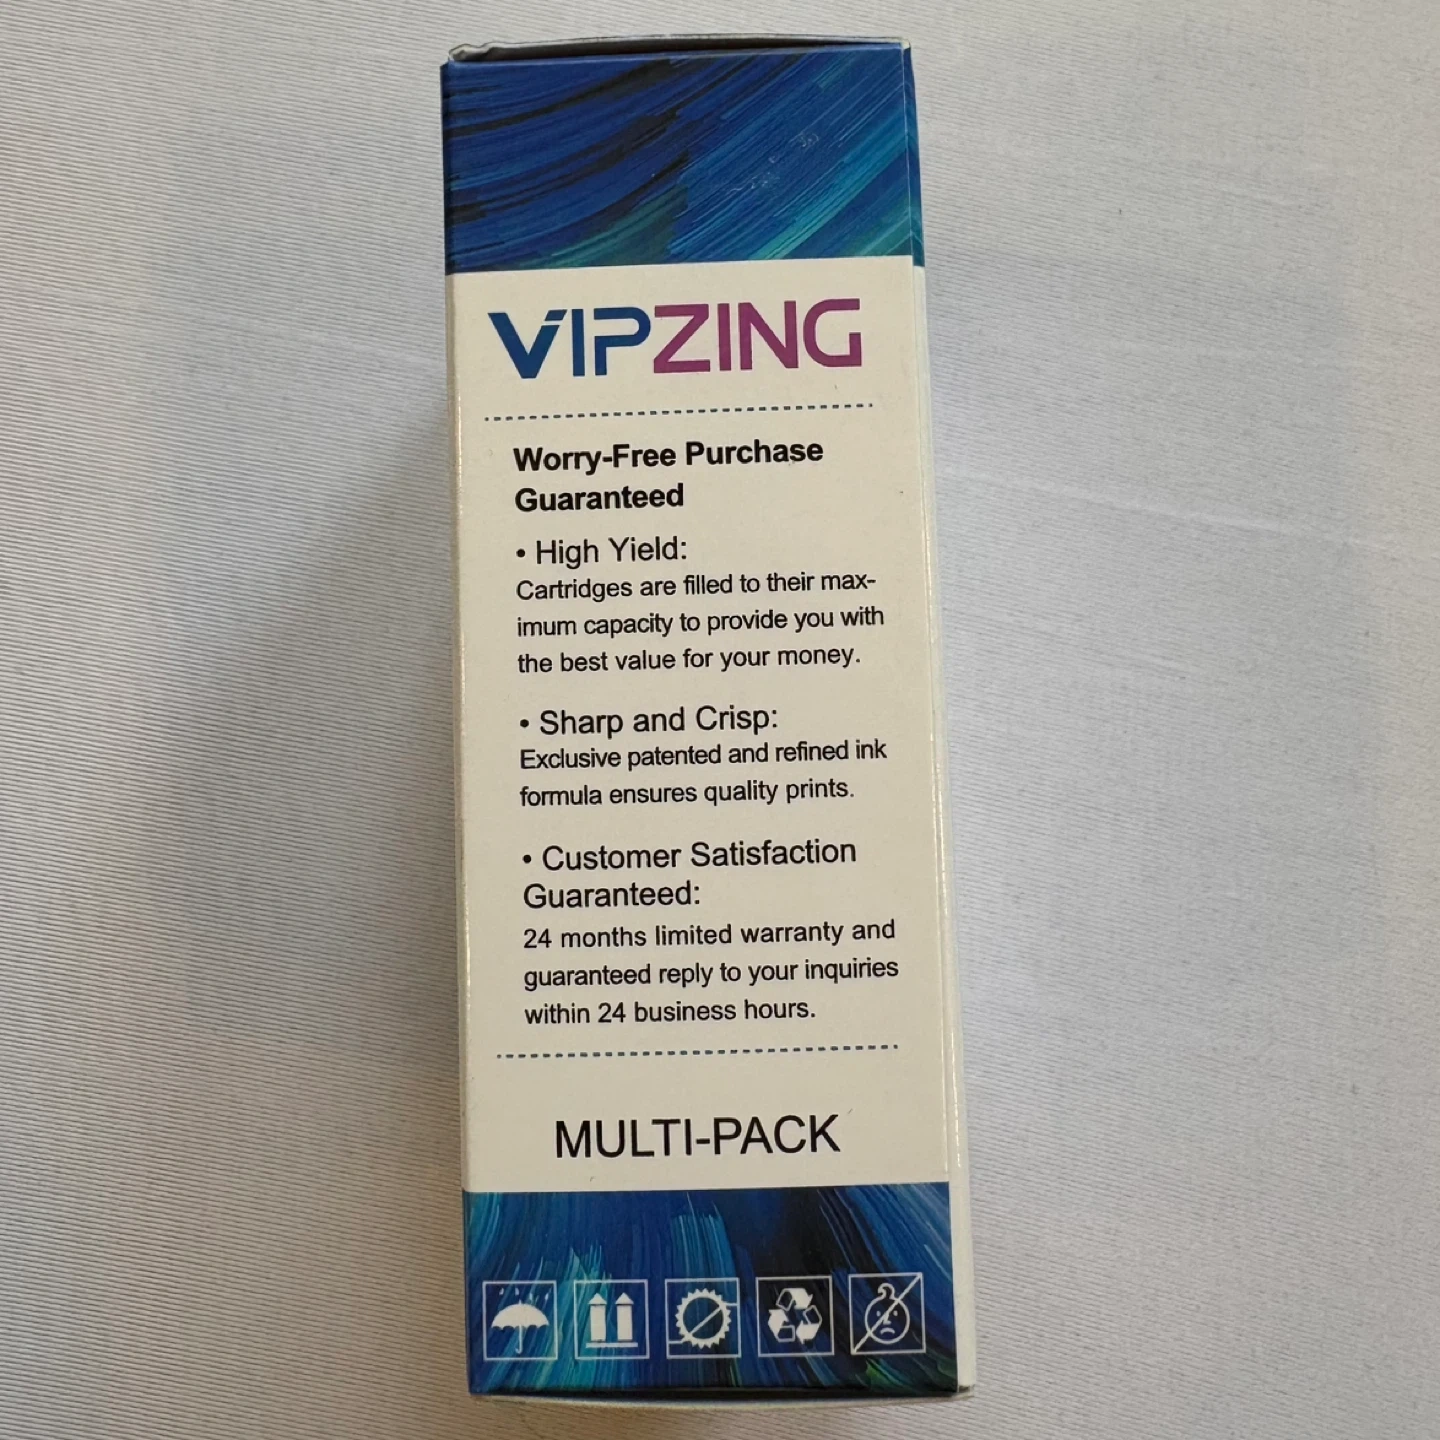 VIPZING
Worry-Free Purchase
Guaranteed
• High Yield:
Cartridges are filled to their max-
imum capacity to provide you with
the best value for your money.
• Sharp and Crisp:
Exclusive patented and refined ink
formula ensures quality prints.
• Customer Satisfaction
Guaranteed:
24 months limited warranty and
guaranteed reply to your inquiries
within 24 business hours.
MULTI-PACK